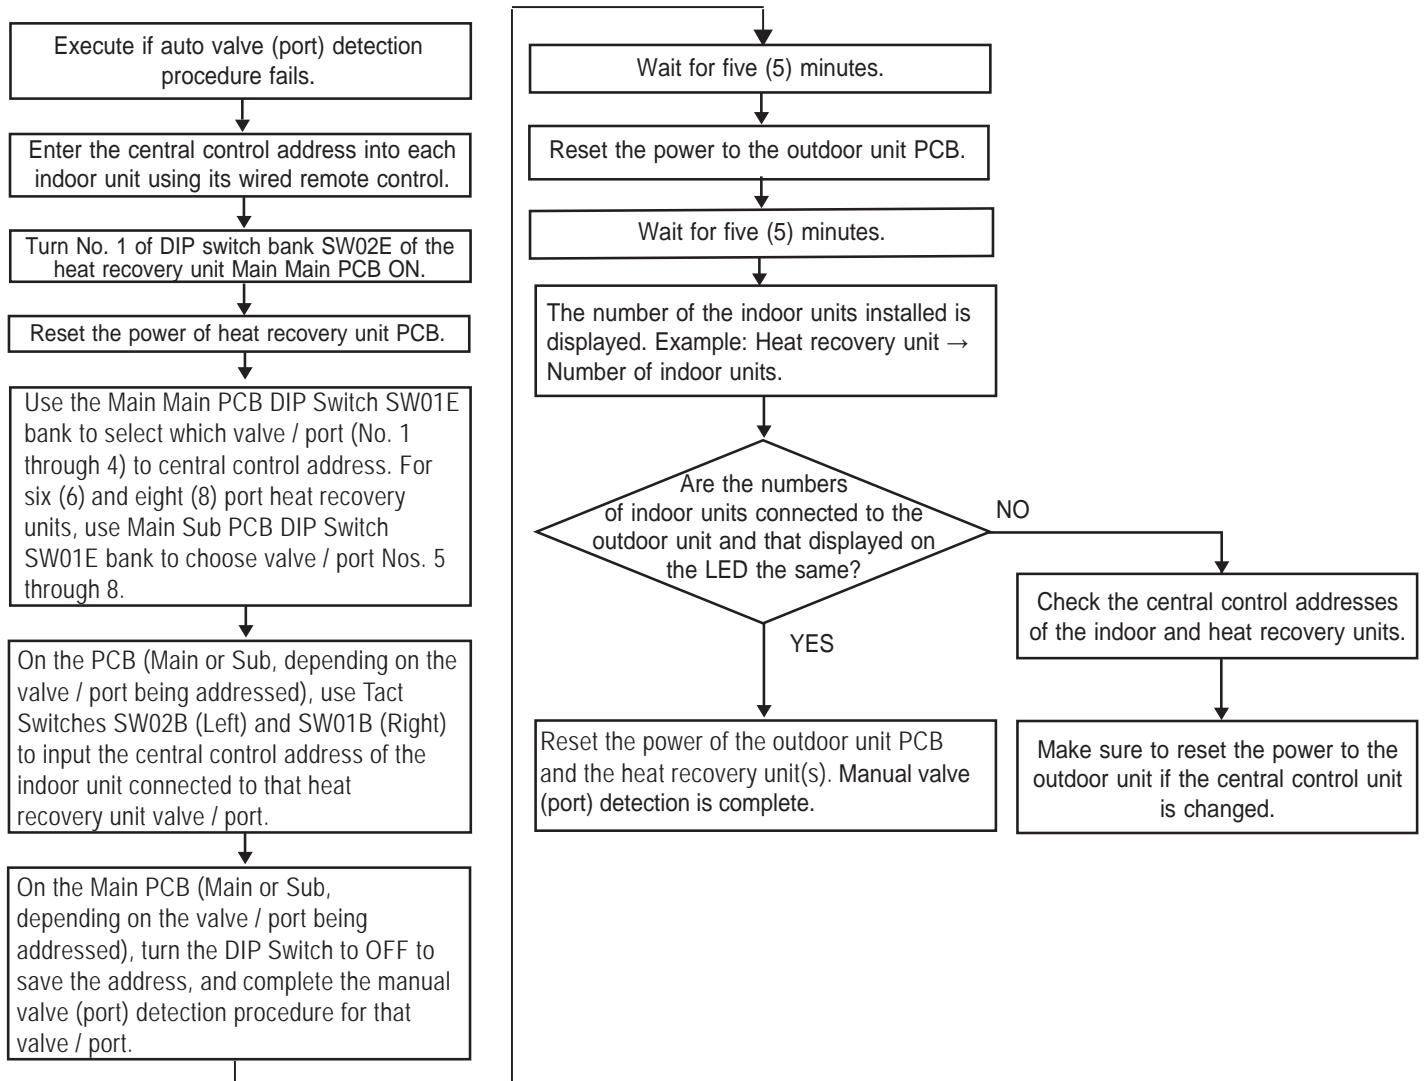 Execute if auto valve (port) detection
procedure fails.
Enter the central control address into each
indoor unit using its wired remote control.
Turn No. 1 of DIP switch bank SW02E of the
heat recovery unit Main Main PCB ON.
Reset the power of heat recovery unit PCB.
Use the Main Main PCB DIP Switch SW01E
bank to select which valve / port (No. 1
through 4) to central control address. For
six (6) and eight (8) port heat recovery
units, use Main Sub PCB DIP Switch
SW01E bank to choose valve / port Nos. 5
through 8.
On the PCB (Main or Sub, depending on the
valve / port being addressed), use Tact
Switches SW02B (Left) and SW01B (Right)
to input the central control address of the
indoor unit connected to that heat
recovery unit valve / port.
On the Main PCB (Main or Sub,
depending on the valve / port being
addressed), turn the DIP Switch to OFF to
save the address, and complete the manual
valve (port) detection procedure for that
valve / port.
Wait for five (5) minutes.
Reset the power to the outdoor unit PCB.
Wait for five (5) minutes.
The number of the indoor units installed is
displayed. Example: Heat recovery unit →
Number of indoor units.
Are the numbers
of indoor units connected to the
outdoor unit and that displayed on
the LED the same?
NO
YES
Reset the power of the outdoor unit PCB
and the heat recovery unit(s). Manual valve
(port) detection is complete.
Check the central control addresses
of the indoor and heat recovery units.
Make sure to reset the power to the
outdoor unit if the central control unit
is changed.